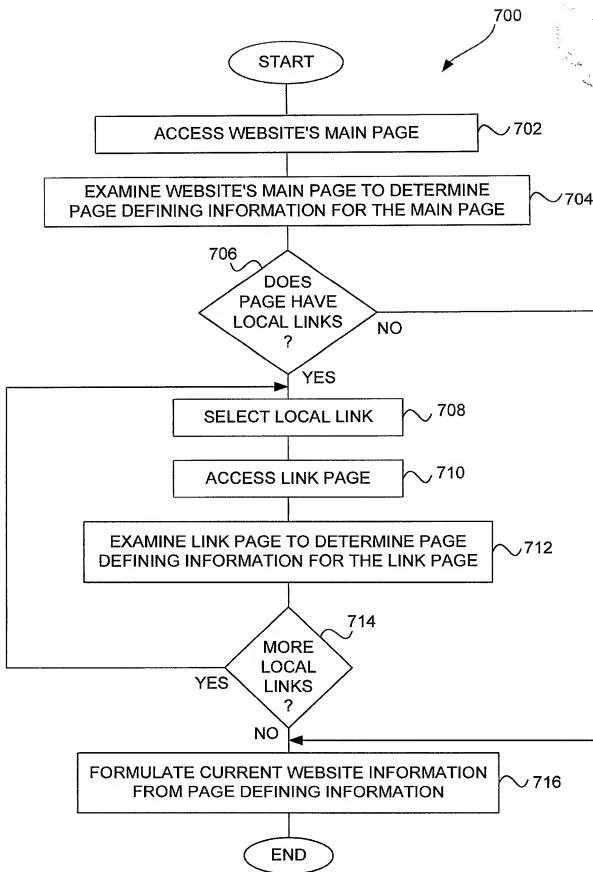 700
START
ACCESS WEBSITE'S MAIN PAGE
702
EXAMINE WEBSITE'S MAIN PAGE TO DETERMINE
PAGE DEFINING INFORMATION FOR THE MAIN PAGE
704
706
DOES
PAGE HAVE
LOCAL LINKS
?
NO
YES
SELECT LOCAL LINK
708
ACCESS LINK PAGE
710
EXAMINE LINK PAGE TO DETERMINE PAGE
DEFINING INFORMATION FOR THE LINK PAGE
712
714
MORE
LOCAL
LINKS
?
YES
NO
FORMULATE CURRENT WEBSITE INFORMATION
FROM PAGE DEFINING INFORMATION
716
END